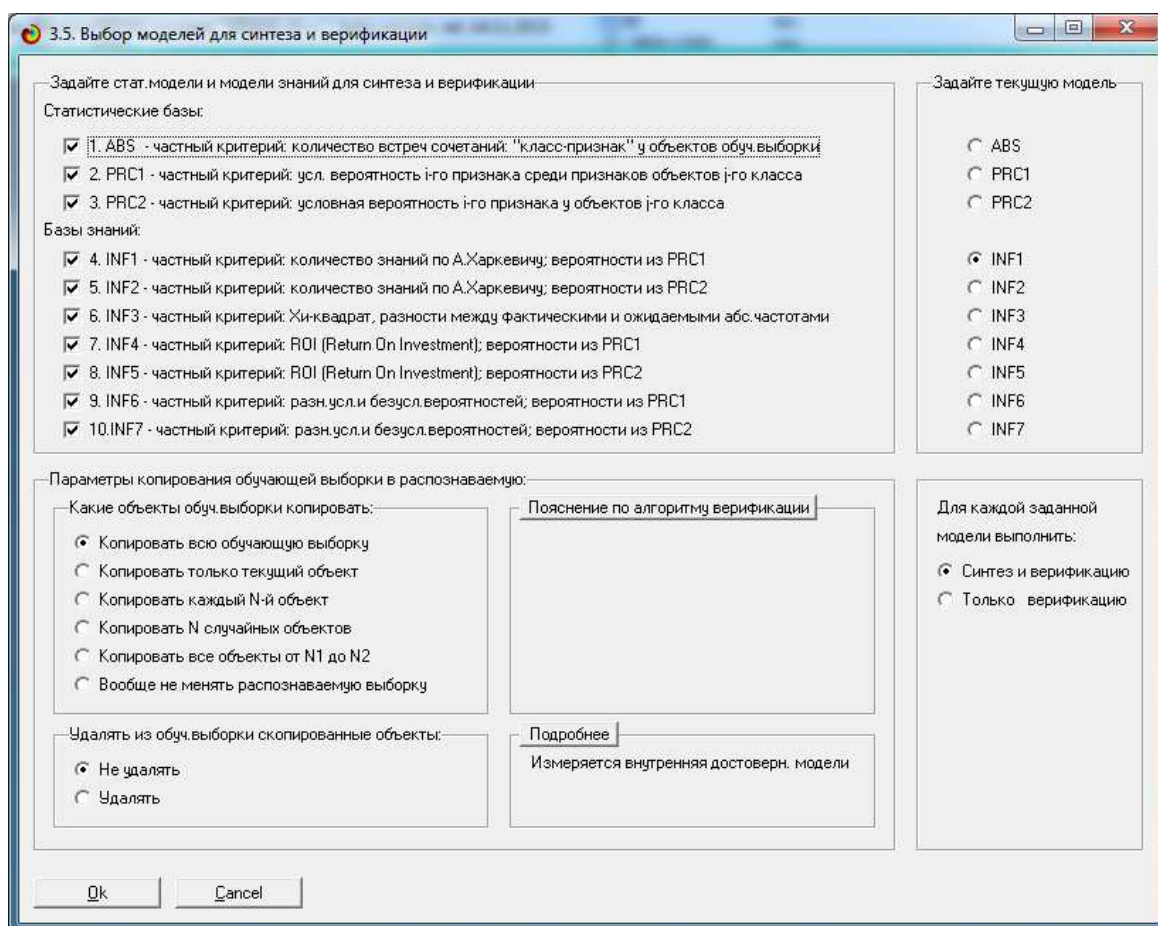 3.5. Выбор моделей для синтеза и верификации
Задайте стат.модели и модели знаний для синтеза и верификации
Статистические базы:
1. ABS - частный критерий: количество встреч сочетаний: "класс-признак" у объектов обуч.выборки
2. PRC1 - частный критерий: усл. вероятность i-го признака среди признаков объектов j-го класса
3. PRC2 - частный критерий: условная вероятность i-го признака у объектов j-го класса
Базы знаний:
4. INF1 - частный критерий: количество знаний по А.Харкевичу; вероятности из PRC1
5. INF2 - частный критерий: количество знаний по А.Харкевичу; вероятности из PRC2
6. INF3 - частный критерий: Хи-квадрат, разности между фактическими и ожидаемыми абс.частотами
7. INF4 - частный критерий: ROI (Return On Investment); вероятности из PRC1
8. INF5 - частный критерий: ROI (Return On Investment); вероятности из PRC2
9. INF6 - частный критерий: разн.усл.и безусл.вероятностей; вероятности из PRC1
10.INF7 - частный критерий: разн.усл.и безусл.вероятностей; вероятности из PRC2
Задайте текущую модель
ABS
PRC1
PRC2
INF1
INF2
INF3
INF4
INF5
INF6
INF7
Параметры копирования обучающей выборки в распознаваемую:
Какие объекты обуч.выборки копировать:
Копировать всю обучающую выборку
Копировать только текущий объект
Копировать каждый N-й объект
Копировать N случайных объектов
Копировать все объекты от N1 до N2
Вообще не менять распознаваемую выборку
Пояснение по алгоритму верификации
Удалять из обуч.выборки скопированные объекты:
Не удалять
Удалять
Подробнее
Измеряется внутренняя достоверн. модели
Для каждой заданной
модели выполнить:
Синтез и верификацию
Только верификацию
Ok
Cancel